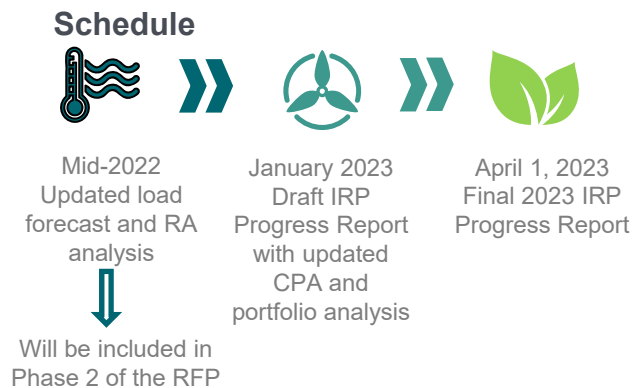 Schedule
Mid-2022
Updated load
forecast and RA
analysis
Will be included in
Phase 2 of the RFP
January 2023
Draft IRP
Progress Report
with updated
CPA and
portfolio analysis
April 1, 2023
Final 2023 IRP
Progress Report